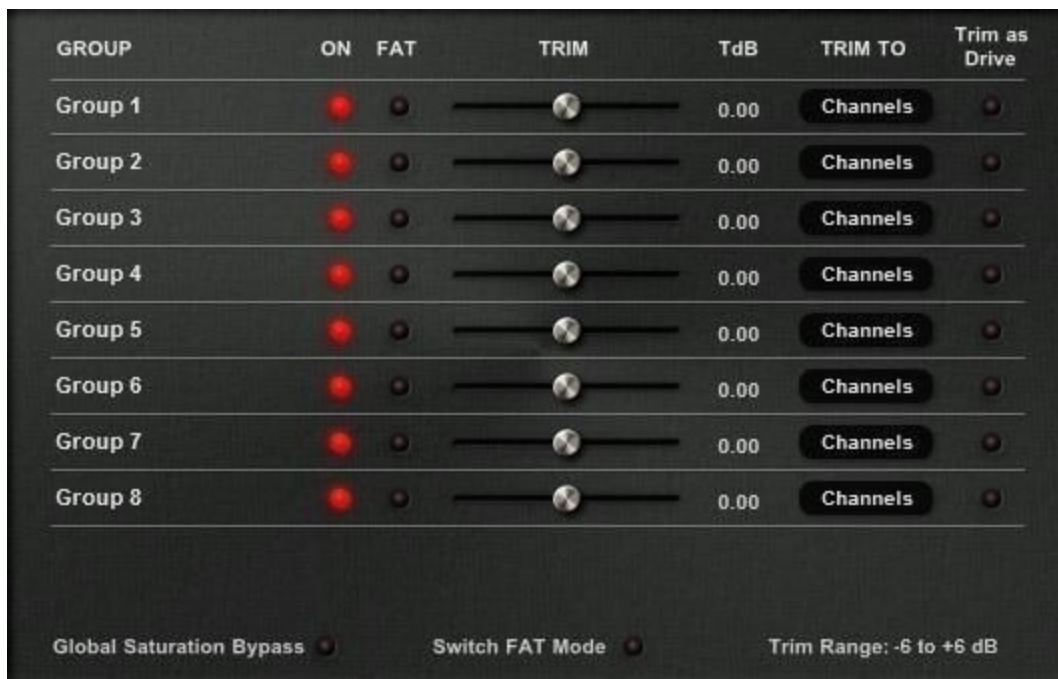 GROUP ON FAT TRIM TdB TRIM TO Trim as Drive
Group 1 0.00 Channels
Group 2 0.00 Channels
Group 3 0.00 Channels
Group 4 0.00 Channels
Group 5 0.00 Channels
Group 6 0.00 Channels
Group 7 0.00 Channels
Group 8 0.00 Channels
Global Saturation Bypass Switch FAT Mode Trim Range: -6 to +6 dB